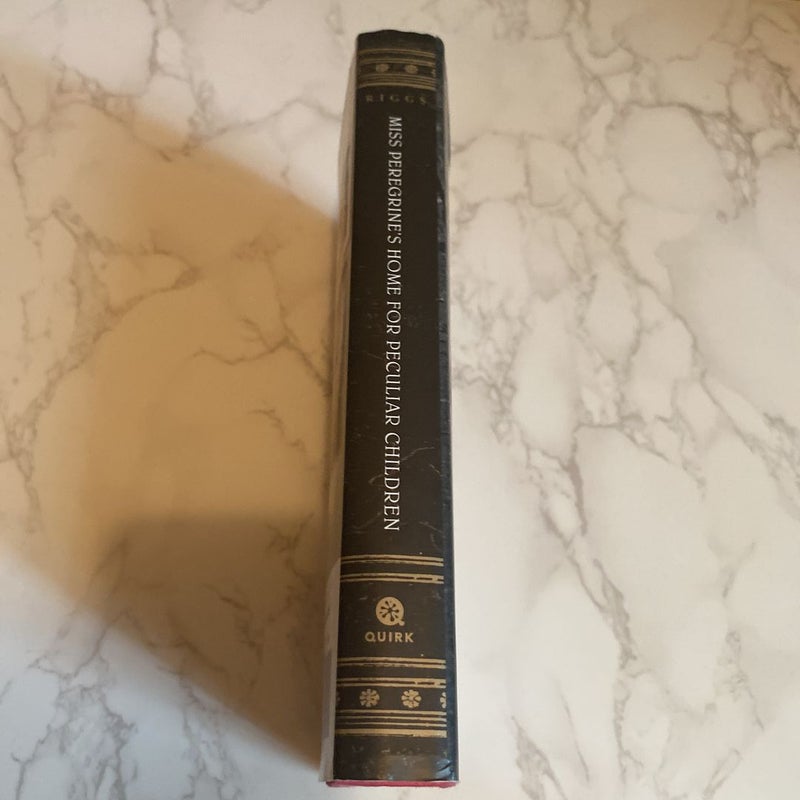 RIGGS
MISS PEREGRINE'S HOME FOR PECULIAR CHILDREN
QUIRK